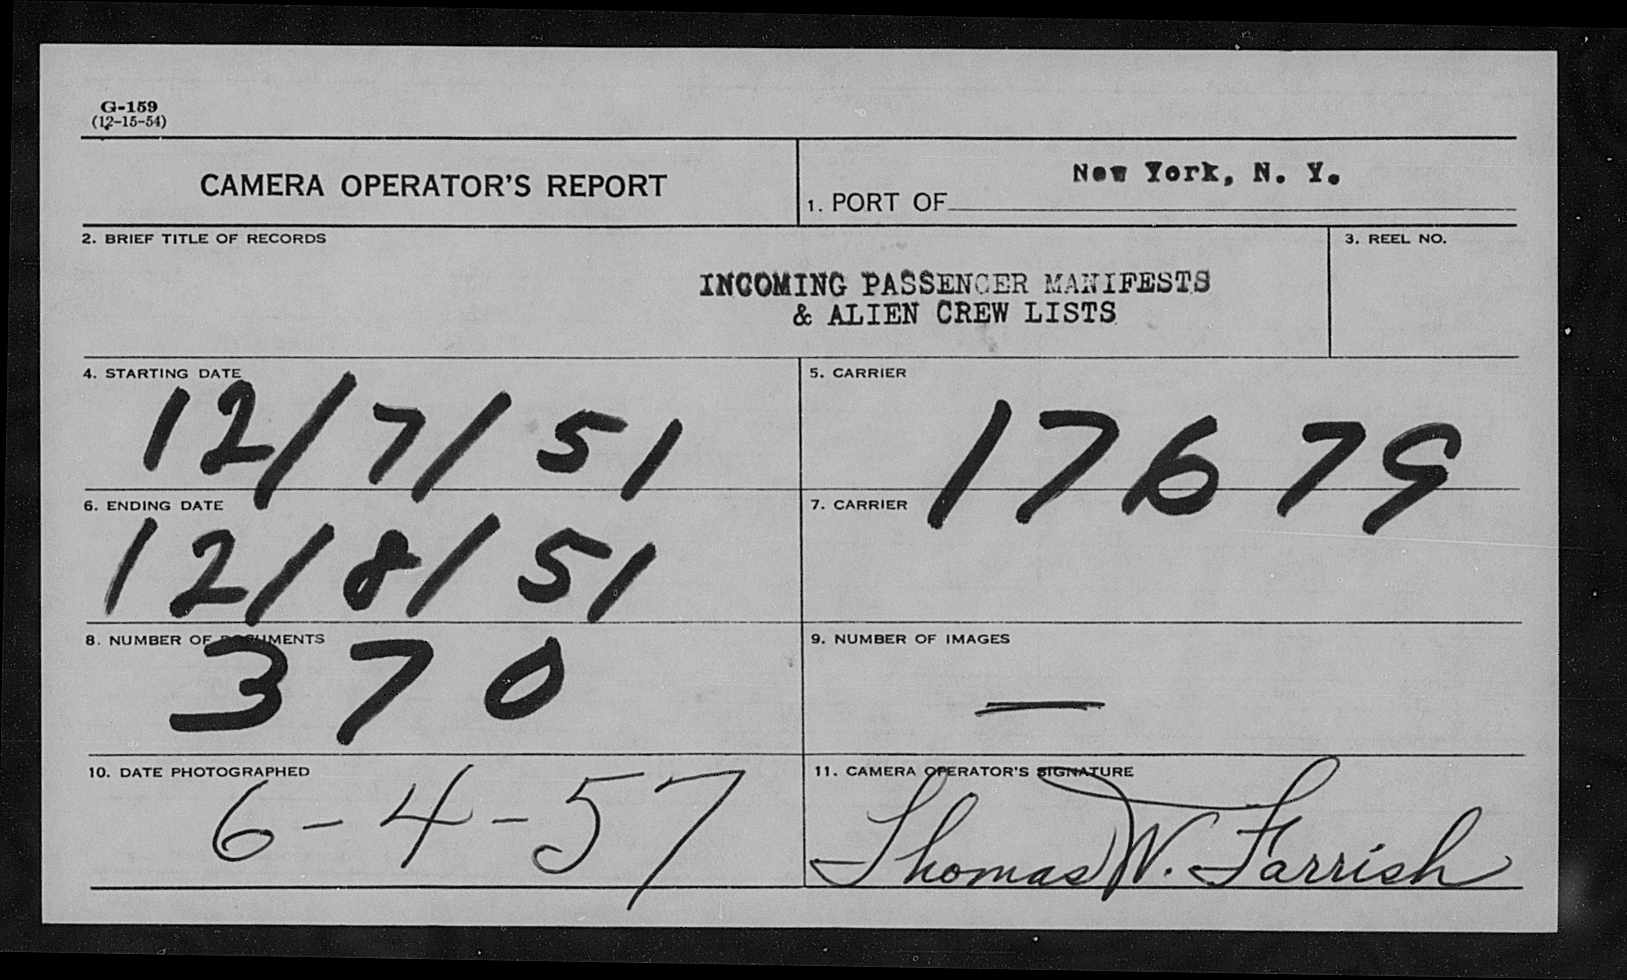 G-159
(12-15-54)
CAMERA OPERATOR'S REPORT
1. PORT OF New York, N. Y.
2. BRIEF TITLE OF RECORDS
3. REEL NO.
INCOMING PASSENGER MANIFESTS
& ALIEN CREW LISTS
4. STARTING DATE
12/7/51
5. CARRIER
17679
6. ENDING DATE
12/8/51
7. CARRIER
8. NUMBER OF DOCUMENTS
370
9. NUMBER OF IMAGES
—
10. DATE PHOTOGRAPHED
6-4-57
11. CAMERA OPERATOR'S SIGNATURE
Thomas W. Farrish